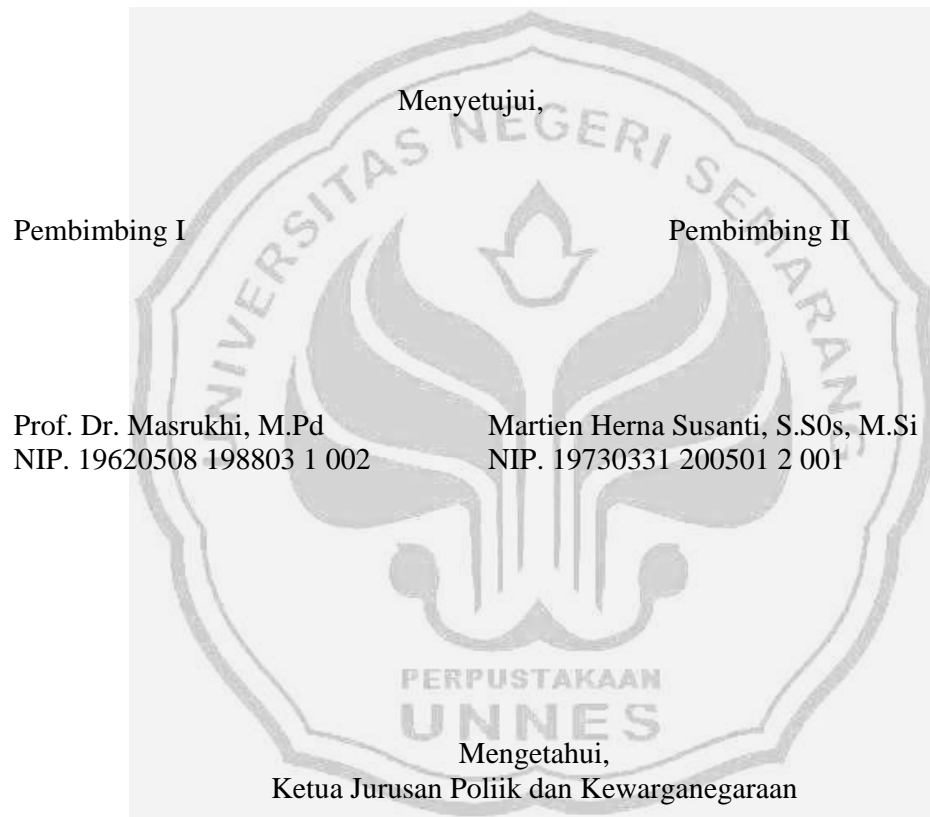 Menyetujui,
UNIVERSITAS NEGERI SEMARANG
Pembimbing I Pembimbing II
Prof. Dr. Masrukhi, M.Pd Martien Herna Susanti, S.S0s, M.Si
NIP. 19620508 198803 1 002 NIP. 19730331 200501 2 001
PERPUSTAKAAN
UNNES
Mengetahui,
Ketua Jurusan Poliik dan Kewarganegaraan